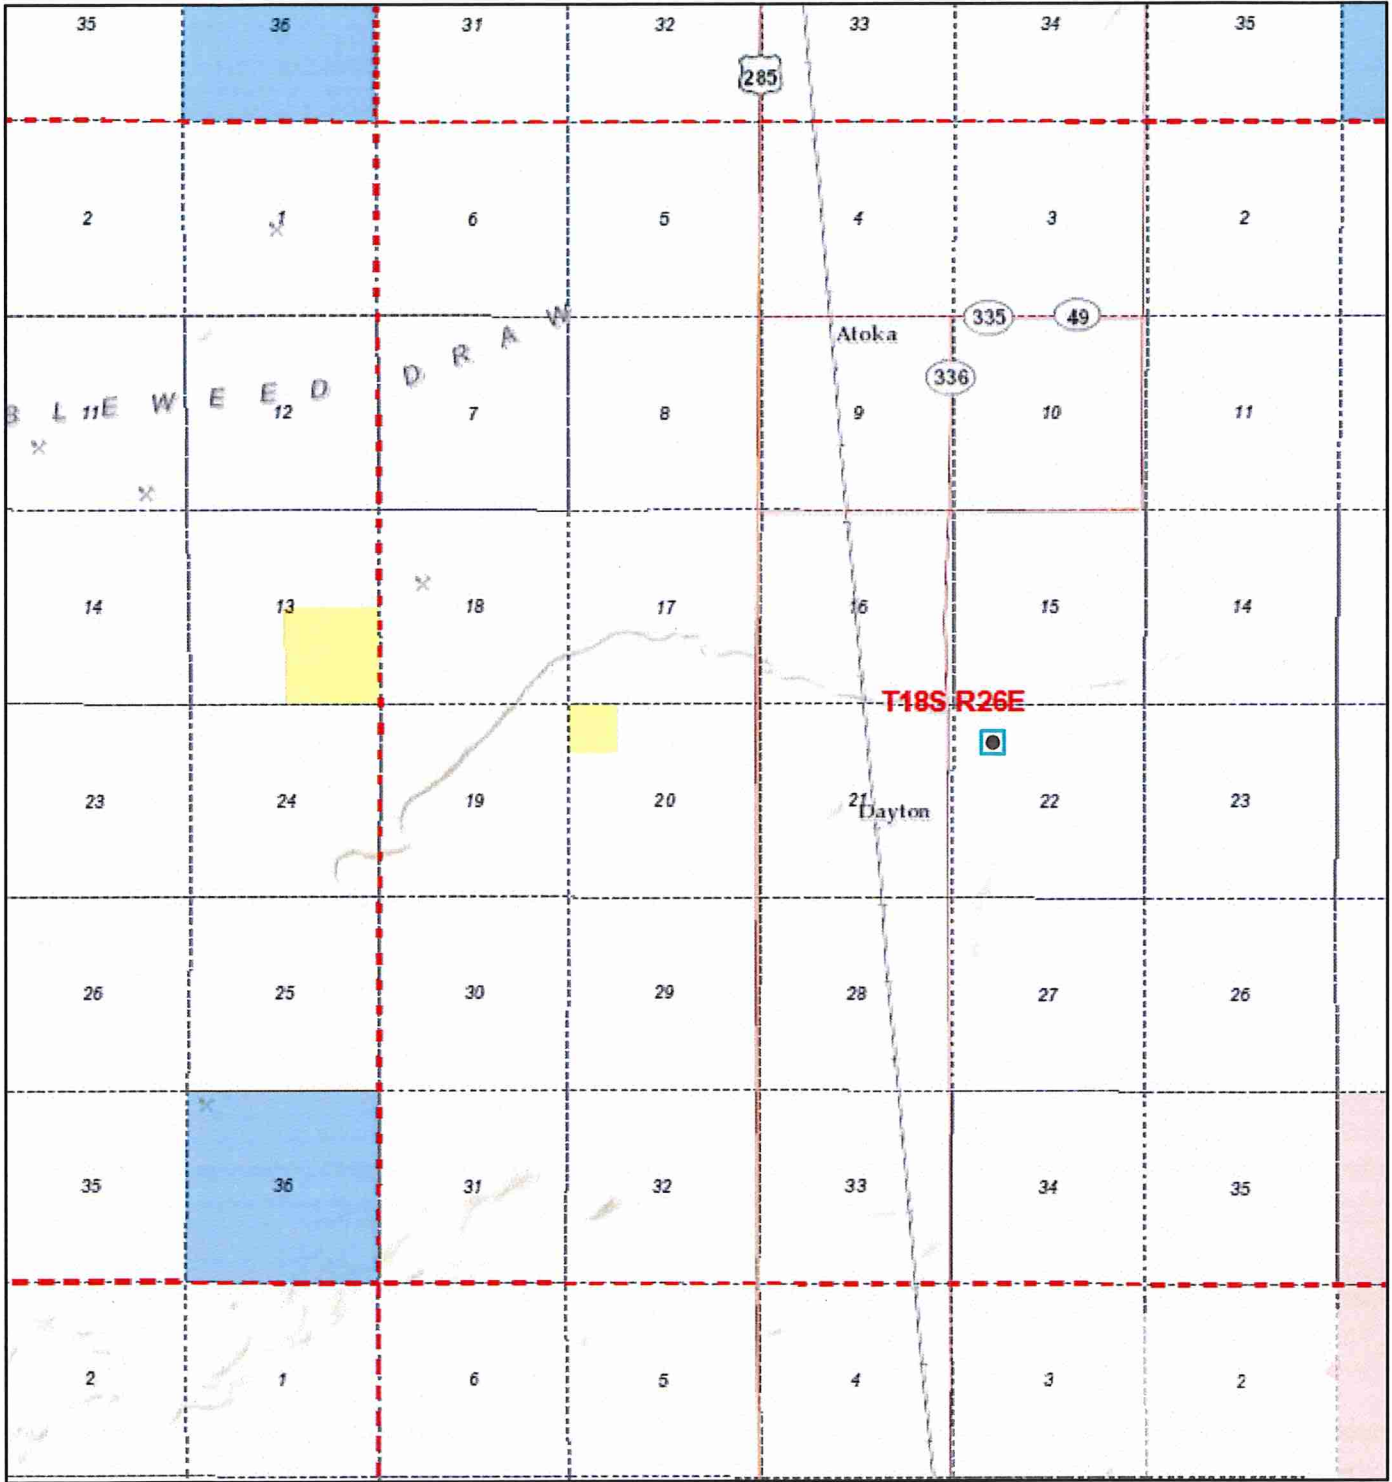 35 36 31 32 33 34 35
285
2 1 6 5 4 3 2
335 49
Atoka
336
B L E W E E D D R A W
11 12 7 8 9 10 11
14 13 18 17 16 15 14
T18S R26E
23 24 19 20 21 22 23
Dayton
26 25 30 29 28 27 26
35 36 31 32 33 34 35
2 1 6 5 4 3 2